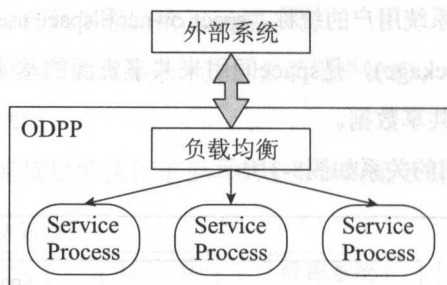 外部系统
ODPP
负载均衡
Service
Process
Service
Process
Service
Process